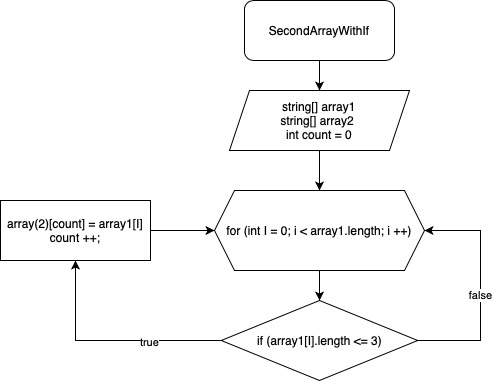 SecondArrayWithIf
string[] array1
string[] array2
int count = 0
array(2)[count] = array1[I]
count ++;
for (int I = 0; i < array1.length; i ++)
false
true
if (array1[I].length <= 3)